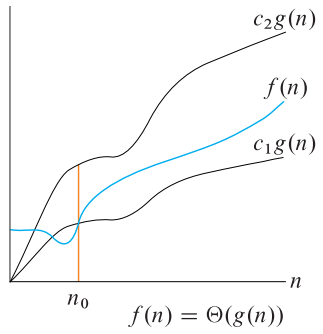 c₂g(n)
f(n)
c₁g(n)
n
n₀
f(n) = Θ(g(n))